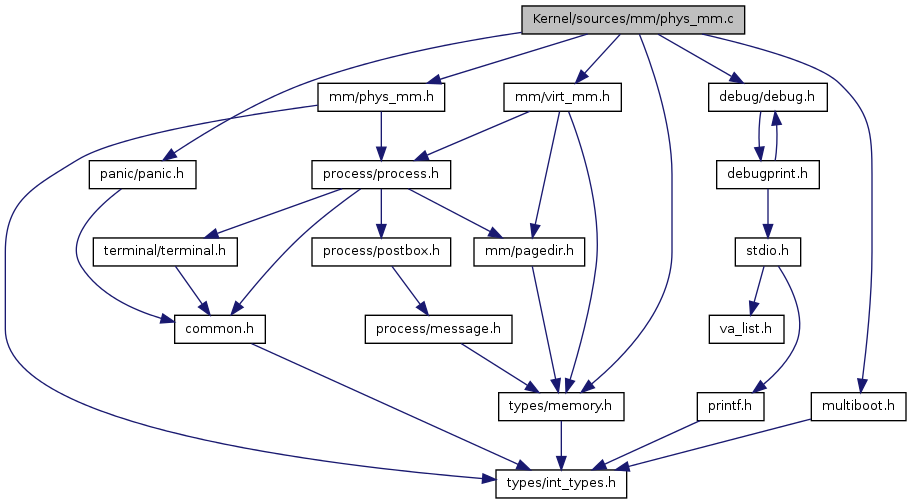 Kernel/sources/mm/phys_mm.c
mm/phys_mm.h
mm/virt_mm.h
debug/debug.h
panic/panic.h
process/process.h
debugprint.h
terminal/terminal.h
process/postbox.h
mm/pagedir.h
stdio.h
common.h
process/message.h
va_list.h
types/memory.h
printf.h
multiboot.h
types/int_types.h